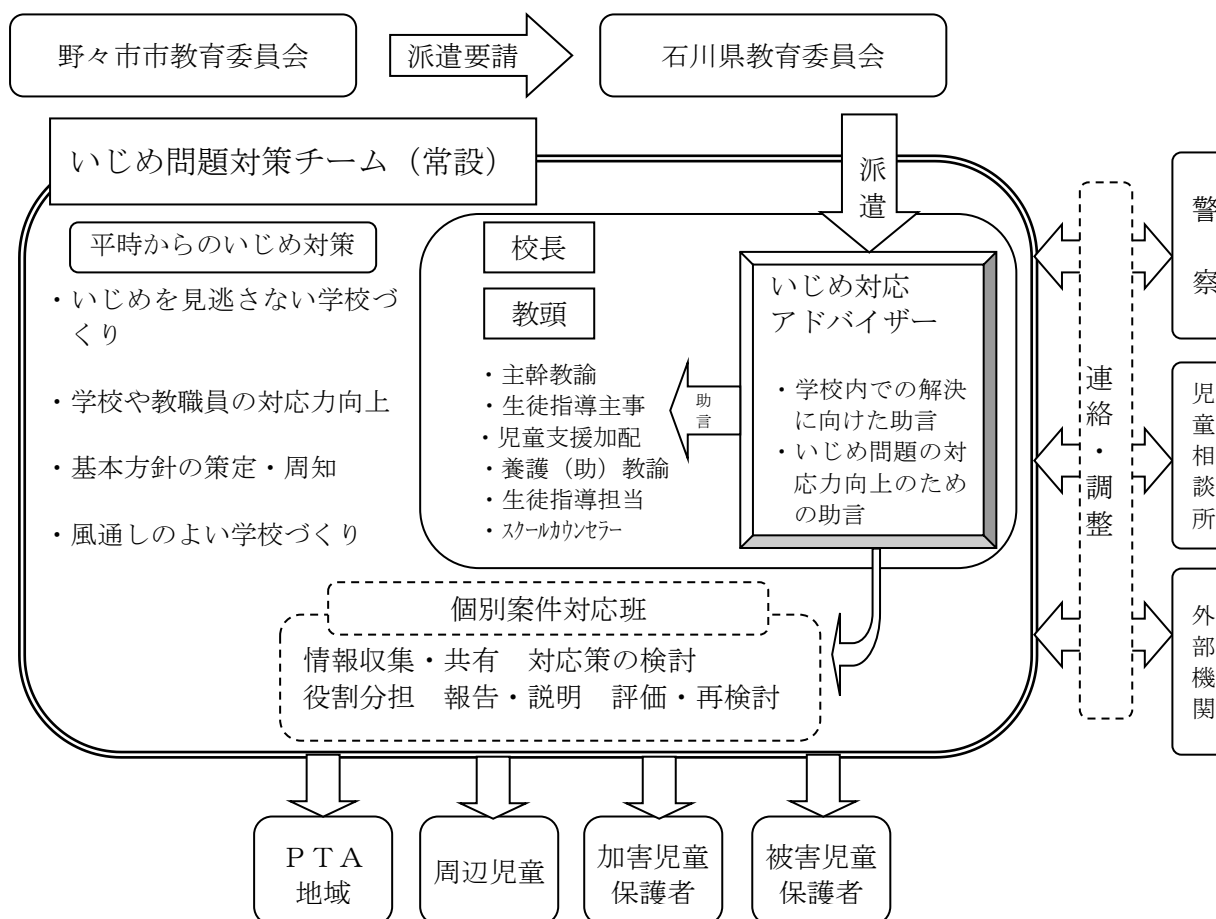 野々市市教育委員会
派遣要請
石川県教育委員会
いじめ問題対策チーム（常設）
派遣
平時からのいじめ対策
・いじめを見逃さない学校づ
くり
・学校や教職員の対応力向上
・基本方針の策定・周知
・風通しのよい学校づくり
校長
教頭
・主幹教諭
・生徒指導主事
・児童支援加配
・養護（助）教諭
・生徒指導担当
・ｽｸｰﾙｶｳﾝｾﾗｰ
助言
いじめ対応
アドバイザー
・学校内での解決
に向けた助言
・いじめ問題の対
応力向上のため
の助言
個別案件対応班
情報収集・共有　対応策の検討
役割分担　報告・説明　評価・再検討
連絡・調整
警察
児童相談所
外部機関
ＰＴＡ
地域
周辺児童
加害児童
保護者
被害児童
保護者